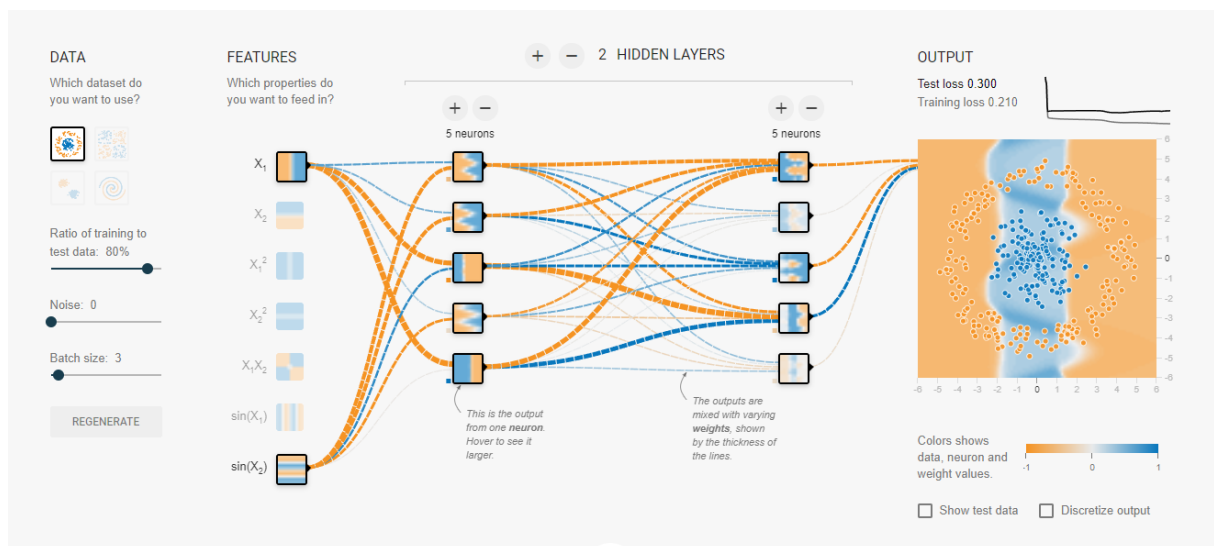 DATA
Which dataset do
you want to use?
Ratio of training to
test data: 80%
Noise: 0
Batch size: 3
REGENERATE
FEATURES
Which properties do
you want to feed in?
X₁
X₂
X₁²
X₂²
X₁X₂
sin(X₁)
sin(X₂)
+ − 2 HIDDEN LAYERS
+ −
5 neurons
+ −
5 neurons
This is the output
from one neuron.
Hover to see it
larger.
The outputs are
mixed with varying
weights, shown
by the thickness of
the lines.
OUTPUT
Test loss 0.300
Training loss 0.210
6
5
4
3
2
1
0
-1
-2
-3
-4
-5
-6
-6 -5 -4 -3 -2 -1 0 1 2 3 4 5 6
Colors shows
data, neuron and
weight values.
-1 0 1
Show test data Discretize output